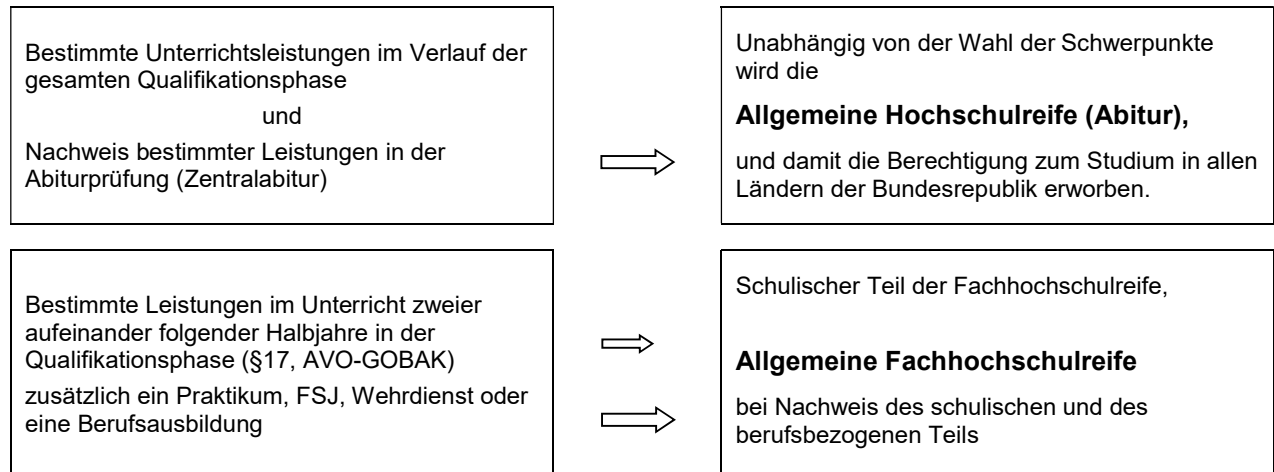 Bestimmte Unterrichtsleistungen im Verlauf der
gesamten Qualifikationsphase
und
Nachweis bestimmter Leistungen in der
Abiturprüfung (Zentralabitur)
Unabhängig von der Wahl der Schwerpunkte
wird die
Allgemeine Hochschulreife (Abitur),
und damit die Berechtigung zum Studium in allen
Ländern der Bundesrepublik erworben.
Bestimmte Leistungen im Unterricht zweier
aufeinander folgender Halbjahre in der
Qualifikationsphase (§17, AVO-GOBAK)
zusätzlich ein Praktikum, FSJ, Wehrdienst oder
eine Berufsausbildung
Schulischer Teil der Fachhochschulreife,
Allgemeine Fachhochschulreife
bei Nachweis des schulischen und des
berufsbezogenen Teils